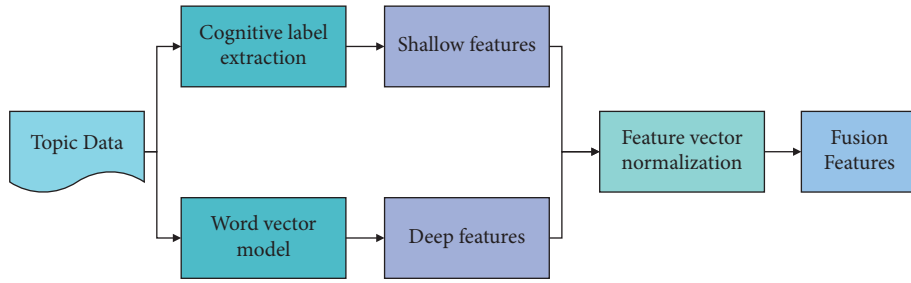 Cognitive label
extraction
Shallow features
Topic Data
Feature vector
normalization
Fusion
Features
Word vector
model
Deep features